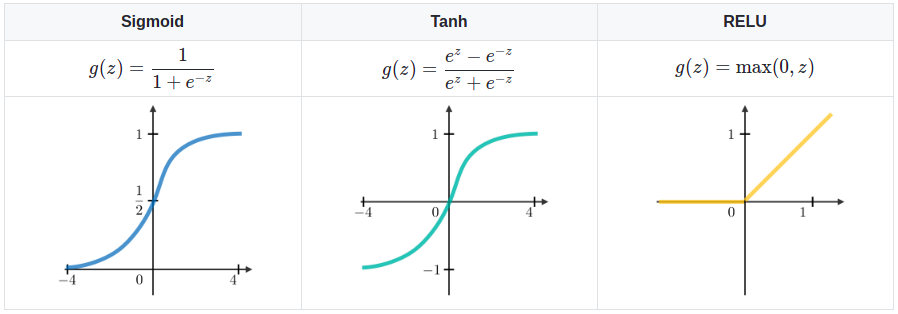 Sigmoid
Tanh
RELU
g(z) = 1 / (1 + e^{−z})
g(z) = (e^z − e^{−z}) / (e^z + e^{−z})
g(z) = max(0, z)
1
1/2
−4
0
4
1
−4
0
4
−1
1
0
1